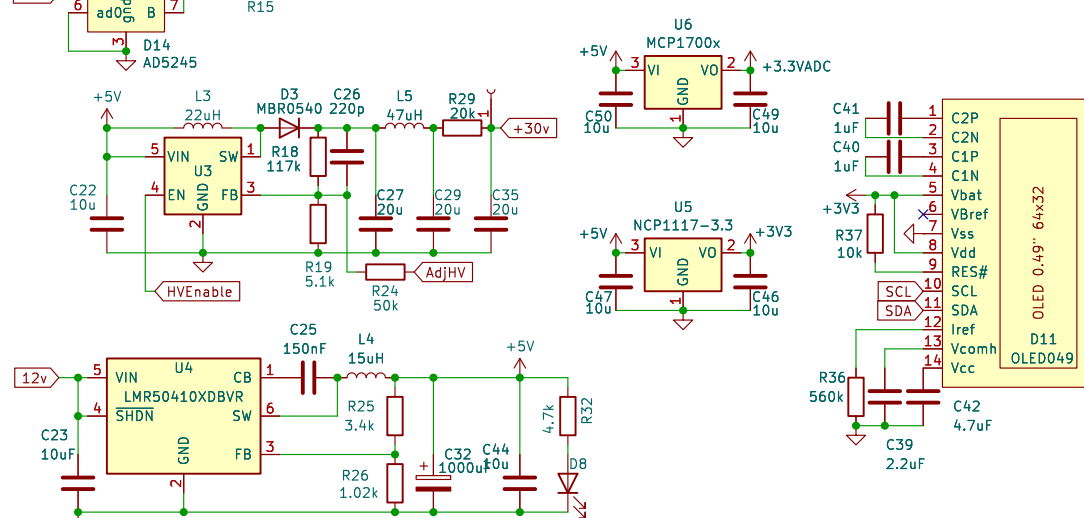 6
ad0
gnd
B
7
R15
3
D14
AD5245
+5V
L3
22uH
D3
MBR0540
C26
220p
L5
47uH
R29
20k
1
+30v
5
VIN
U3
SW
1
R18
117k
4
EN
GND
FB
3
2
C22
10u
C27
20u
C29
20u
C35
20u
R19
5.1k
R24
50k
AdjHV
HVEnable
U6
MCP1700x
+5V
3
VI
VO
2
+3.3VADC
GND
1
C50
10u
C49
10u
U5
NCP1117-3.3
+5V
3
VI
VO
2
+3V3
GND
1
C47
10u
C46
10u
C41
1uF
C40
1uF
1
C2P
2
C2N
3
C1P
4
C1N
5
Vbat
6
VBref
7
Vss
8
Vdd
9
RES#
SCL
10
SCL
SDA
11
SDA
12
Iref
13
Vcomh
14
Vcc
+3V3
R37
10k
OLED 0.49" 64x32
D11
OLED049
R36
560k
C42
4.7uF
C39
2.2uF
12v
5
VIN
U4
LMR50410XDBVR
4
SHDN
CB
1
SW
6
FB
3
GND
2
C23
10uF
C25
150nF
L4
15uH
R25
3.4k
R26
1.02k
+
C32
1000uf
C44
10u
+5V
4.7k
R32
D8